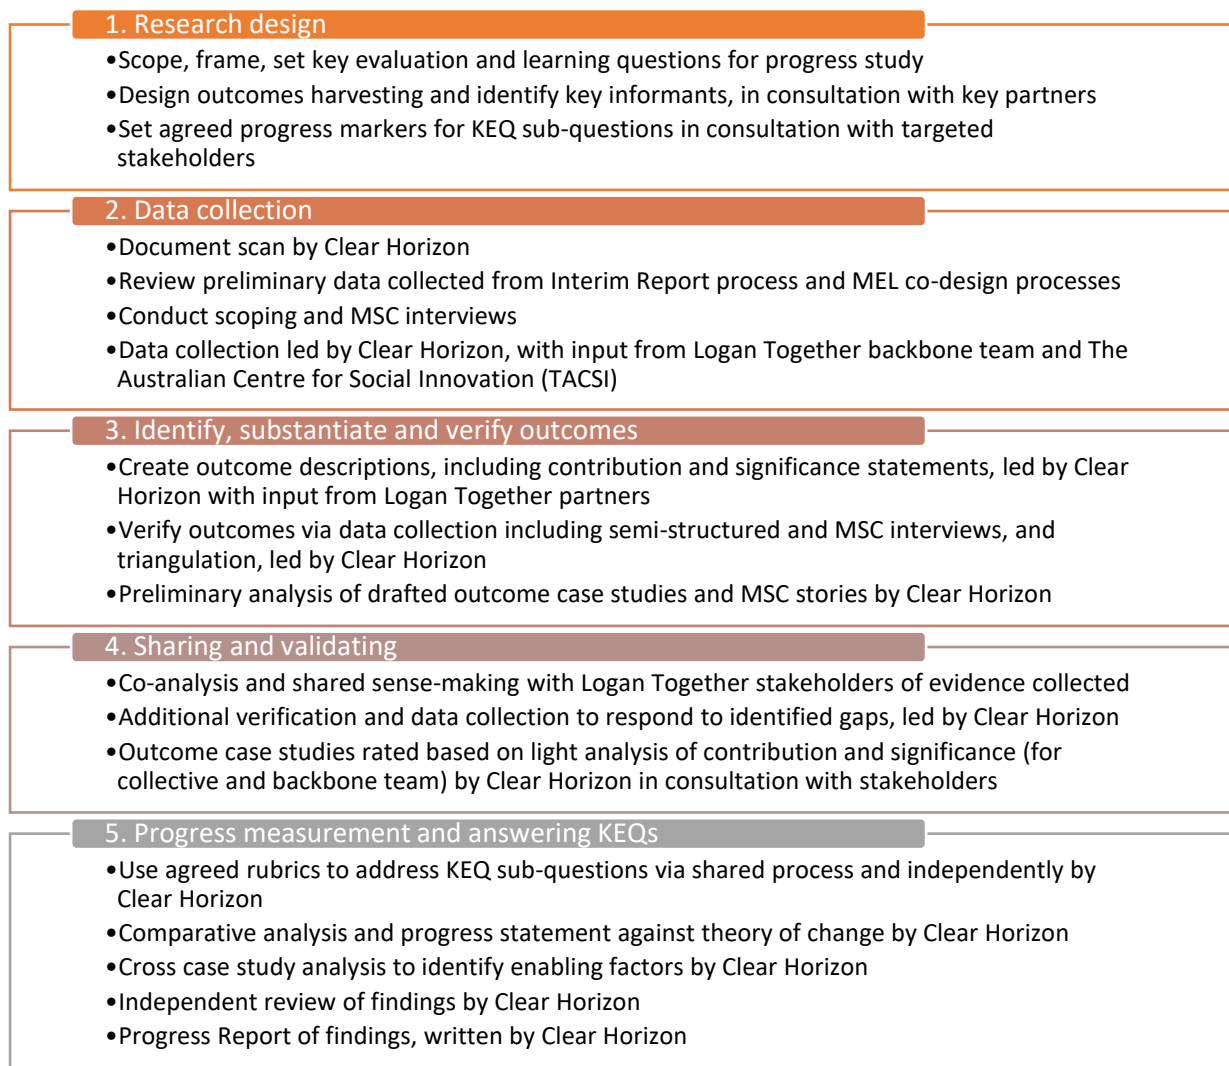 1. Research design
•Scope, frame, set key evaluation and learning questions for progress study
•Design outcomes harvesting and identify key informants, in consultation with key partners
•Set agreed progress markers for KEQ sub-questions in consultation with targeted
stakeholders
2. Data collection
•Document scan by Clear Horizon
•Review preliminary data collected from Interim Report process and MEL co-design processes
•Conduct scoping and MSC interviews
•Data collection led by Clear Horizon, with input from Logan Together backbone team and The
Australian Centre for Social Innovation (TACSI)
3. Identify, substantiate and verify outcomes
•Create outcome descriptions, including contribution and significance statements, led by Clear
Horizon with input from Logan Together partners
•Verify outcomes via data collection including semi-structured and MSC interviews, and
triangulation, led by Clear Horizon
•Preliminary analysis of drafted outcome case studies and MSC stories by Clear Horizon
4. Sharing and validating
•Co-analysis and shared sense-making with Logan Together stakeholders of evidence collected
•Additional verification and data collection to respond to identified gaps, led by Clear Horizon
•Outcome case studies rated based on light analysis of contribution and significance (for
collective and backbone team) by Clear Horizon in consultation with stakeholders
5. Progress measurement and answering KEQs
•Use agreed rubrics to address KEQ sub-questions via shared process and independently by
Clear Horizon
•Comparative analysis and progress statement against theory of change by Clear Horizon
•Cross case study analysis to identify enabling factors by Clear Horizon
•Independent review of findings by Clear Horizon
•Progress Report of findings, written by Clear Horizon